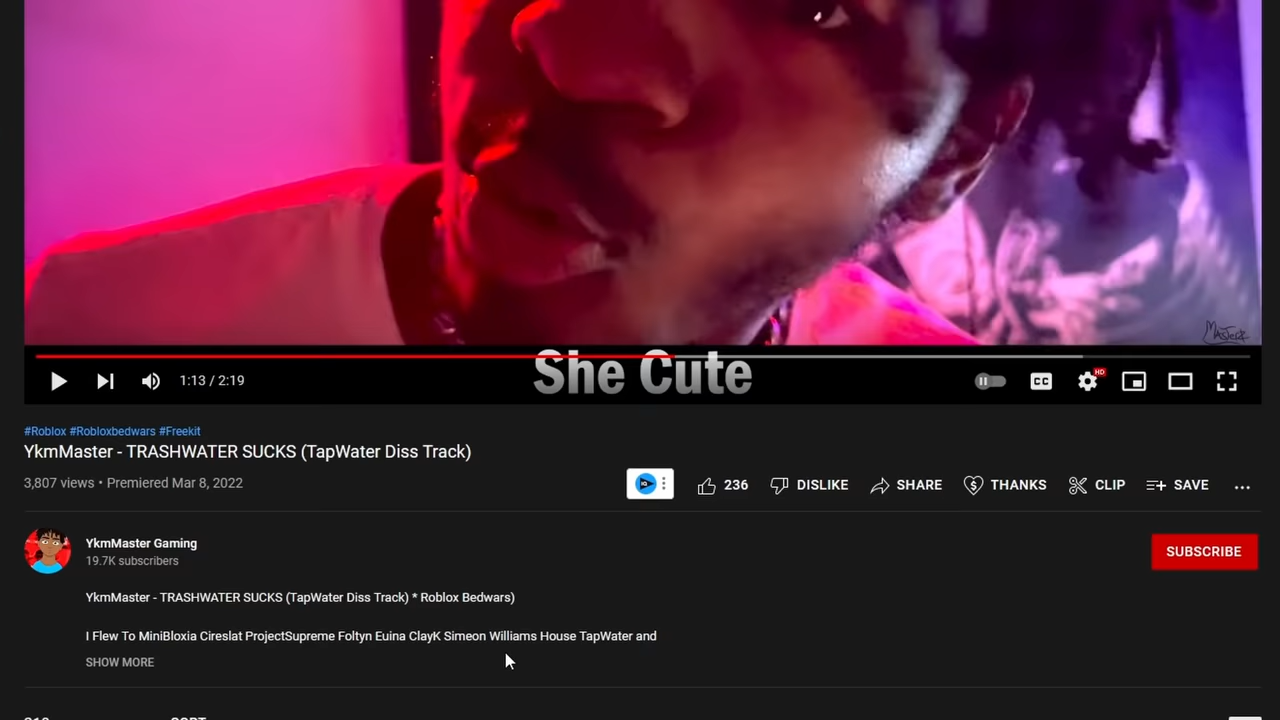 She Cute
1:13 / 2:19
CC
HD
#Roblox #Robloxbedwars #Freekit
YkmMaster - TRASHWATER SUCKS (TapWater Diss Track)
3,807 views • Premiered Mar 8, 2022
236 DISLIKE SHARE THANKS CLIP SAVE
YkmMaster Gaming
19.7K subscribers
SUBSCRIBE
YkmMaster - TRASHWATER SUCKS (TapWater Diss Track) * Roblox Bedwars)
I Flew To MiniBloxia Cireslat ProjectSupreme Foltyn Euina ClayK Simeon Williams House TapWater and
SHOW MORE